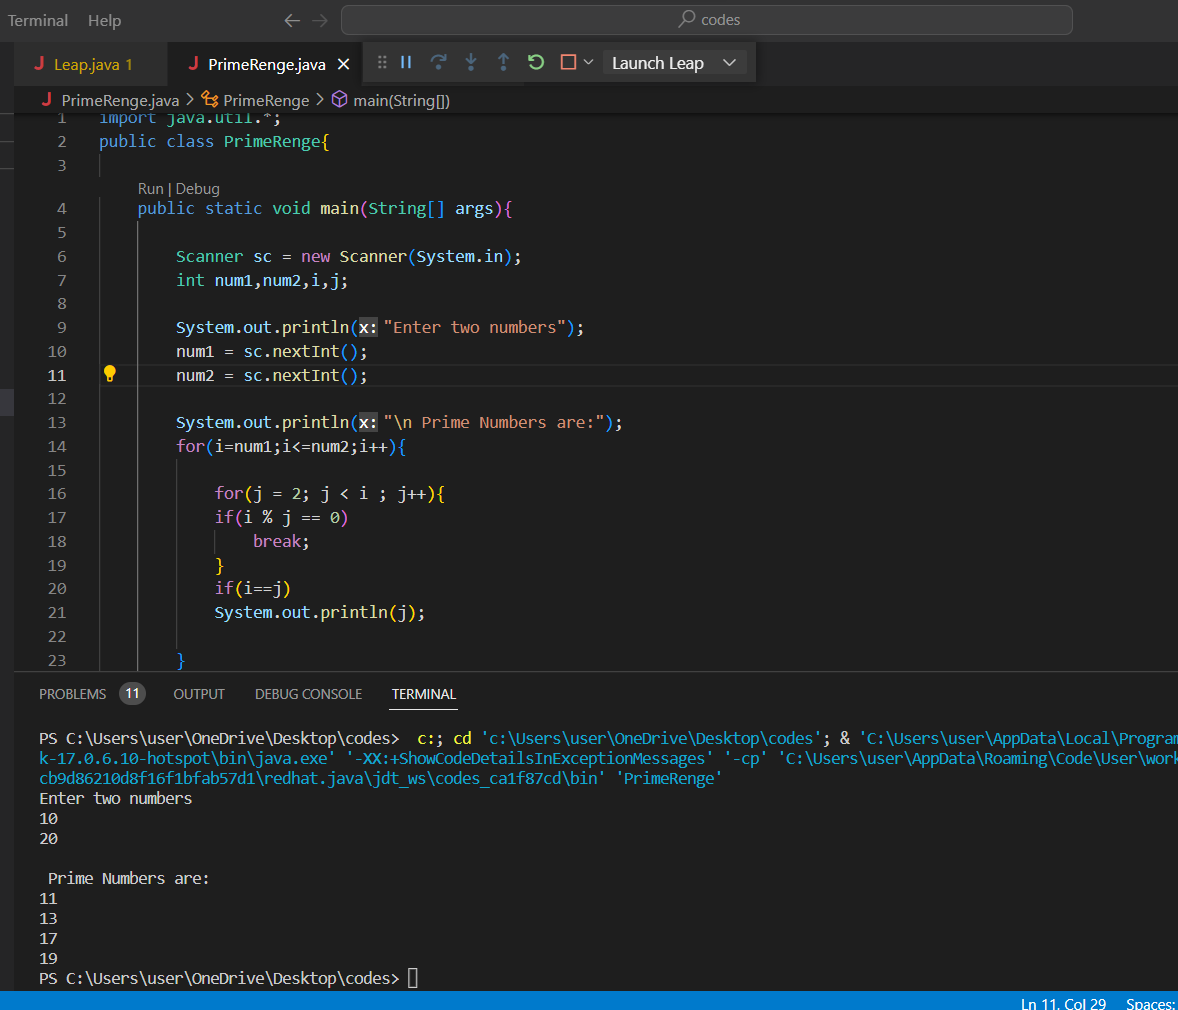 Terminal Help codes
Leap.java 1 PrimeRenge.java Launch Leap
PrimeRenge.java > PrimeRenge > main(String[])
1 import java.util.*;
2 public class PrimeRenge{
3
Run | Debug
4 public static void main(String[] args){
5
6 Scanner sc = new Scanner(System.in);
7 int num1,num2,i,j;
8
9 System.out.println(x: "Enter two numbers");
10 num1 = sc.nextInt();
11 num2 = sc.nextInt();
12
13 System.out.println(x: "\n Prime Numbers are:");
14 for(i=num1;i<=num2;i++){
15
16 for(j = 2; j < i ; j++){
17 if(i % j == 0)
18 break;
19 }
20 if(i==j)
21 System.out.println(j);
22
23 }
PROBLEMS 11 OUTPUT DEBUG CONSOLE TERMINAL
PS C:\Users\user\OneDrive\Desktop\codes> c:; cd 'c:\Users\user\OneDrive\Desktop\codes'; & 'C:\Users\user\AppData\Local\Program
k-17.0.6.10-hotspot\bin\java.exe' '-XX:+ShowCodeDetailsInExceptionMessages' '-cp' 'C:\Users\user\AppData\Roaming\Code\User\work
cb9d86210d8f16f1bfab57d1\redhat.java\jdt_ws\codes_ca1f87cd\bin' 'PrimeRenge'
Enter two numbers
10
20
Prime Numbers are:
11
13
17
19
PS C:\Users\user\OneDrive\Desktop\codes>
Ln 11, Col 29 Spaces: